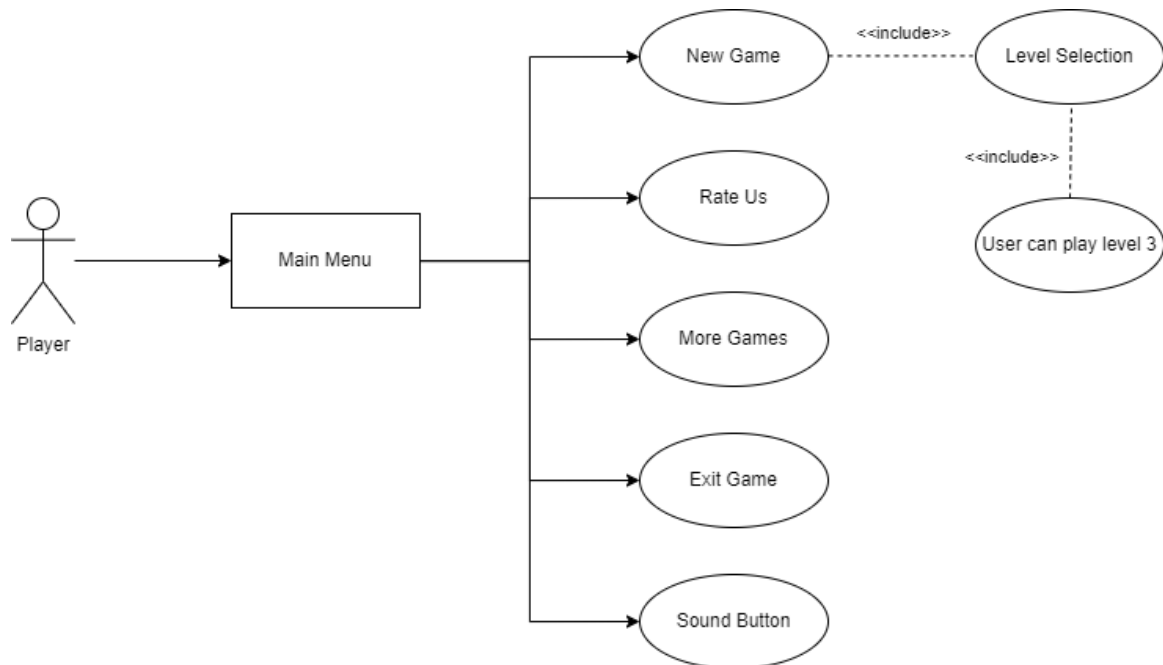 New Game
<<include>>
Level Selection
<<include>>
Rate Us
User can play level 3
Main Menu
Player
More Games
Exit Game
Sound Button